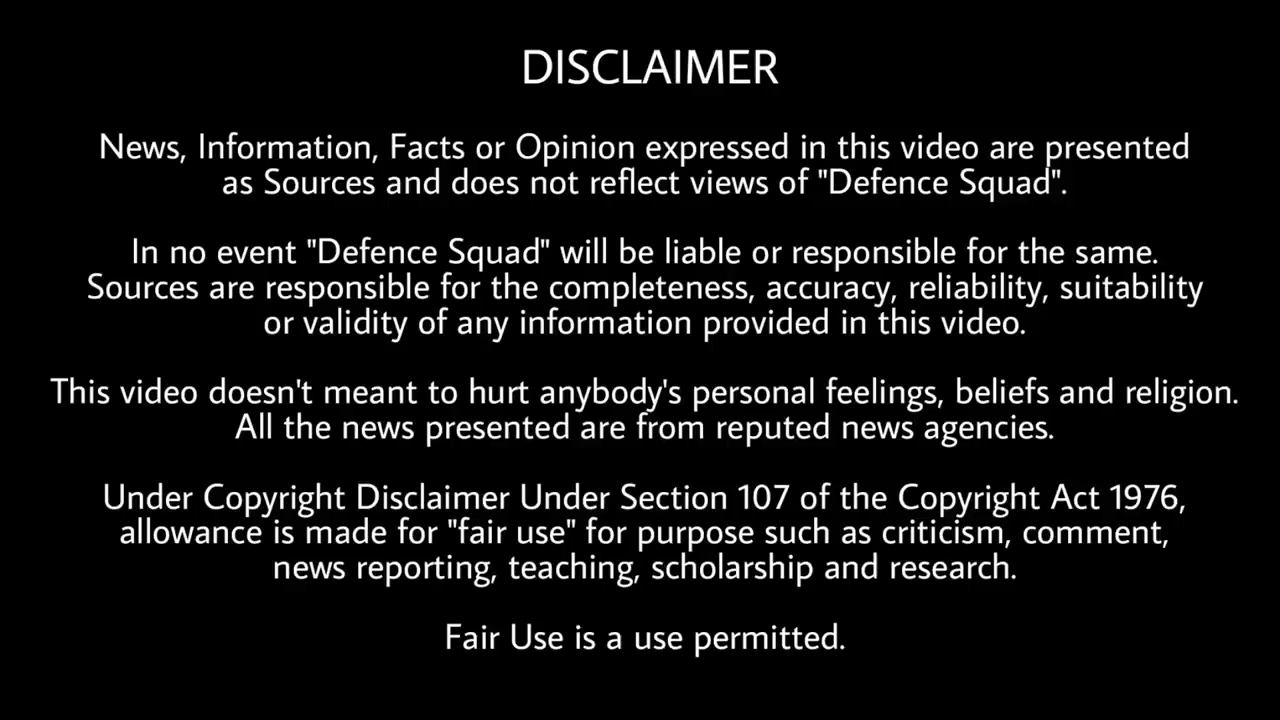 DISCLAIMER
News, Information, Facts or Opinion expressed in this video are presented
as Sources and does not reflect views of "Defence Squad".
In no event "Defence Squad" will be liable or responsible for the same.
Sources are responsible for the completeness, accuracy, reliability, suitability
or validity of any information provided in this video.
This video doesn't meant to hurt anybody's personal feelings, beliefs and religion.
All the news presented are from reputed news agencies.
Under Copyright Disclaimer Under Section 107 of the Copyright Act 1976,
allowance is made for "fair use" for purpose such as criticism, comment,
news reporting, teaching, scholarship and research.
Fair Use is a use permitted.